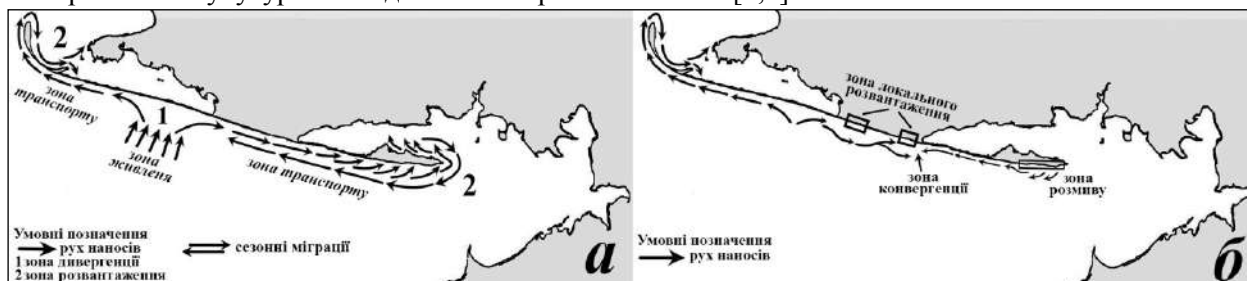 2
зона
транспорту
1
зона
живленя
зона транспорту
2
Умовні позначення
рух наносів
сезонні міграції
1 зона дивергенції
2 зона розвантаження
а
зона локального
розвантаження
зона
конвергенції
зона
розмиву
Умовні позначення
рух наносів
б